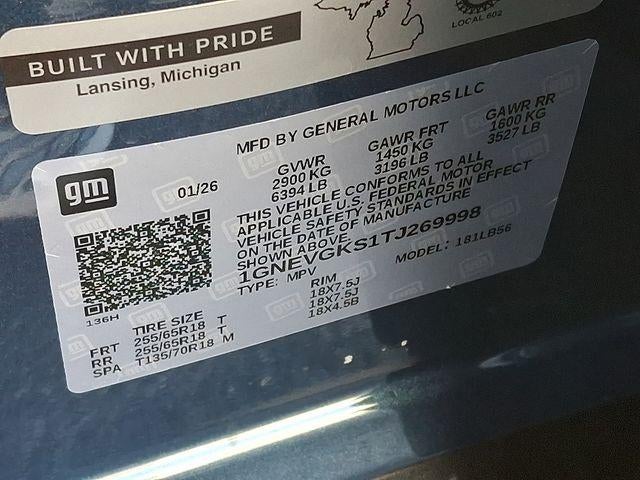 BUILT WITH PRIDE
Lansing, Michigan
LOCAL 602
MFD BY GENERAL MOTORS LLC
gm
01/26
GVWR GAWR FRT GAWR RR
2900 KG 1450 KG 1600 KG
6394 LB 3196 LB 3527 LB
THIS VEHICLE CONFORMS TO ALL
APPLICABLE U.S. FEDERAL MOTOR
VEHICLE SAFETY STANDARDS IN EFFECT
ON THE DATE OF MANUFACTURE
SHOWN ABOVE.
1GNEVGKS1TJ269998
TYPE: MPV MODEL: 181LB56
136H
TIRE SIZE RIM
FRT 255/65R18 T 18X7.5J
RR 255/65R18 T 18X7.5J
SPA T135/70R18 M 18X4.5B